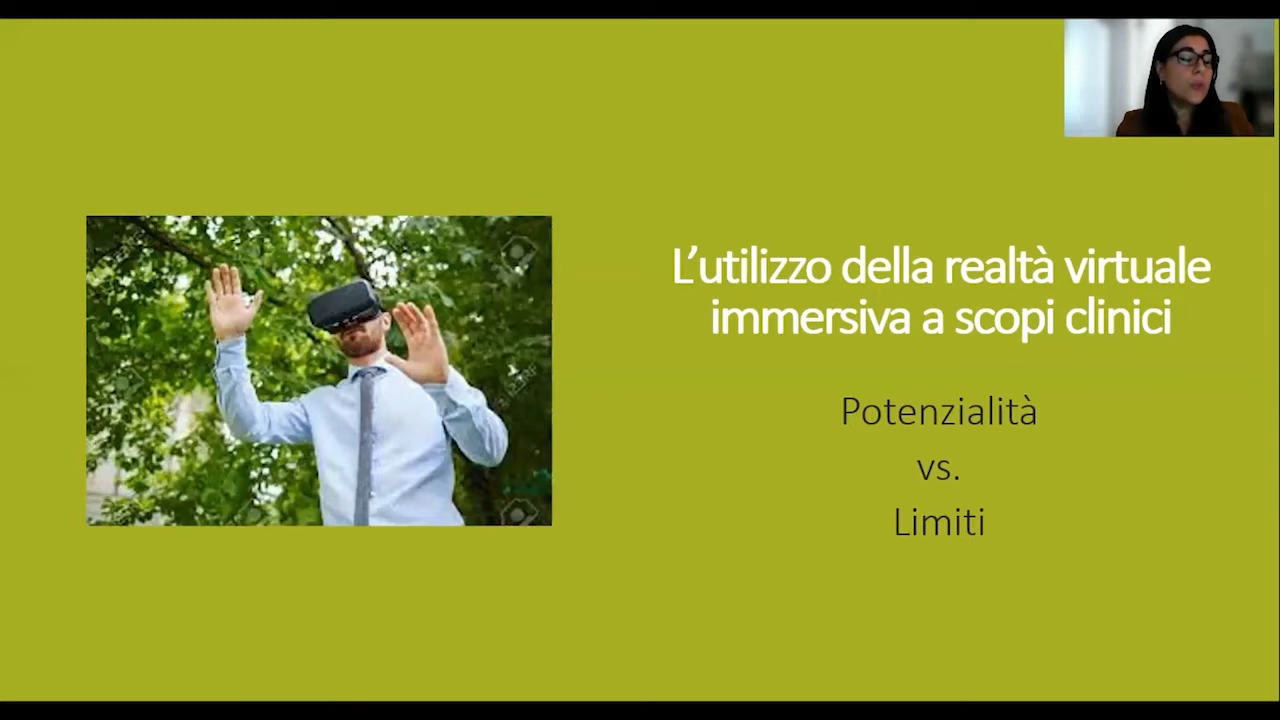 L'utilizzo della realtà virtuale
immersiva a scopi clinici
Potenzialità
vs.
Limiti